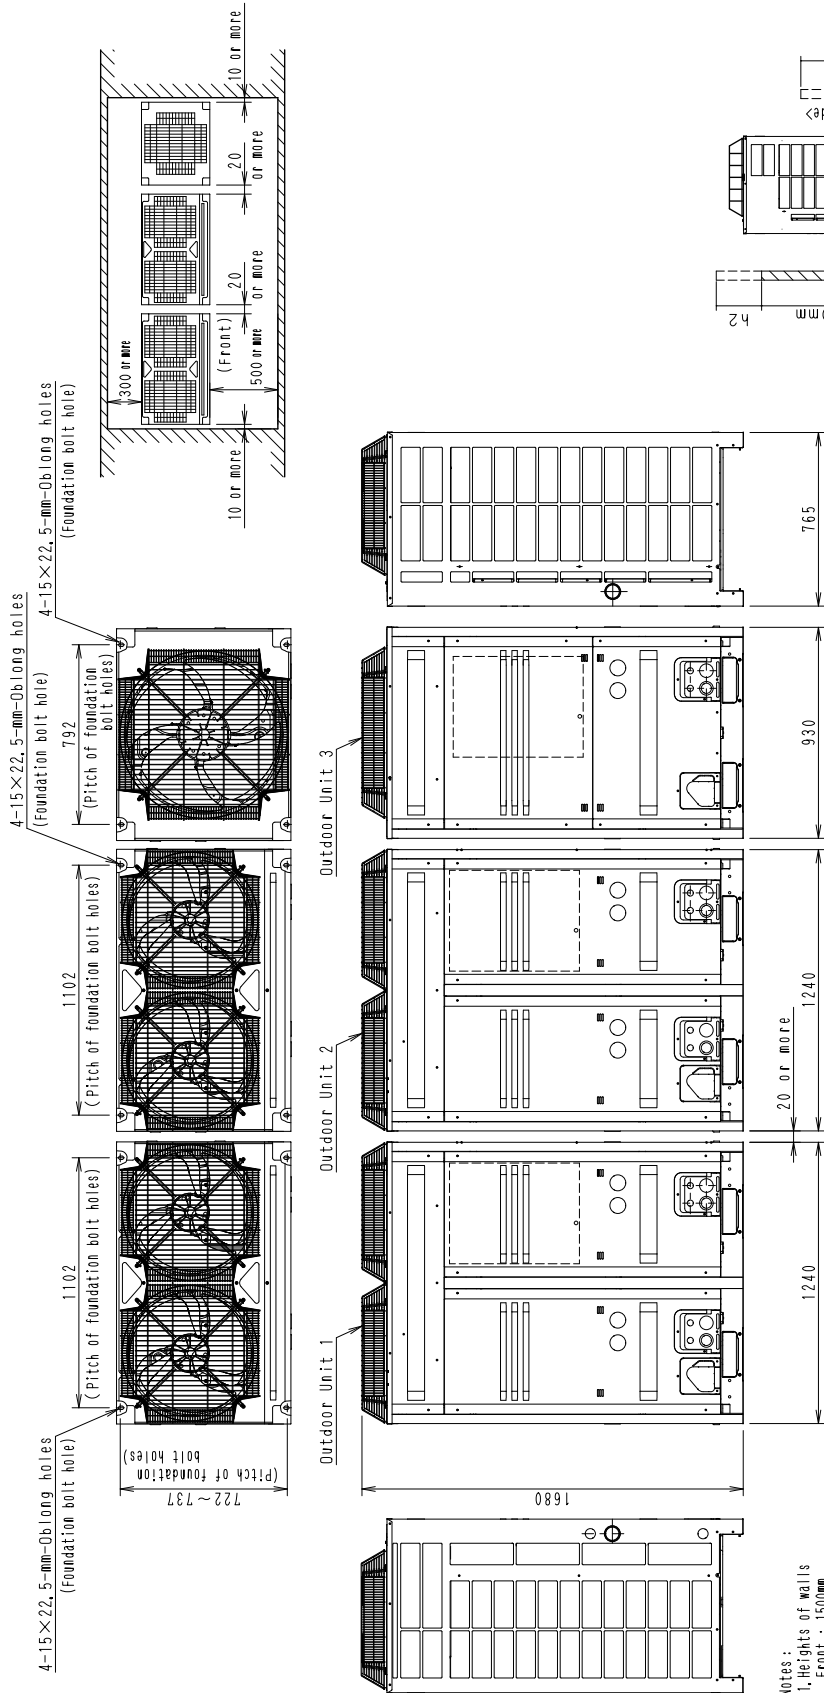 4-15×22.5-mm-Oblong holes
(Foundation bolt hole)
4-15×22.5-mm-Oblong holes
(Foundation bolt hole)
4-15×22.5-mm-Oblong holes
(Foundation bolt hole)
722~737
(Pitch of foundation
bolt holes)
1102
(Pitch of foundation bolt holes)
1102
(Pitch of foundation bolt holes)
792
(Pitch of foundation
bolt holes)
10 or more
300 or more
(Front)
500 or more
20
or more
20
or more
10 or more
Outdoor Unit 1
Outdoor Unit 2
Outdoor Unit 3
1680
1240
20 or more
1240
930
765
h2
Notes :
1. Heights of walls
Front : 1500mm